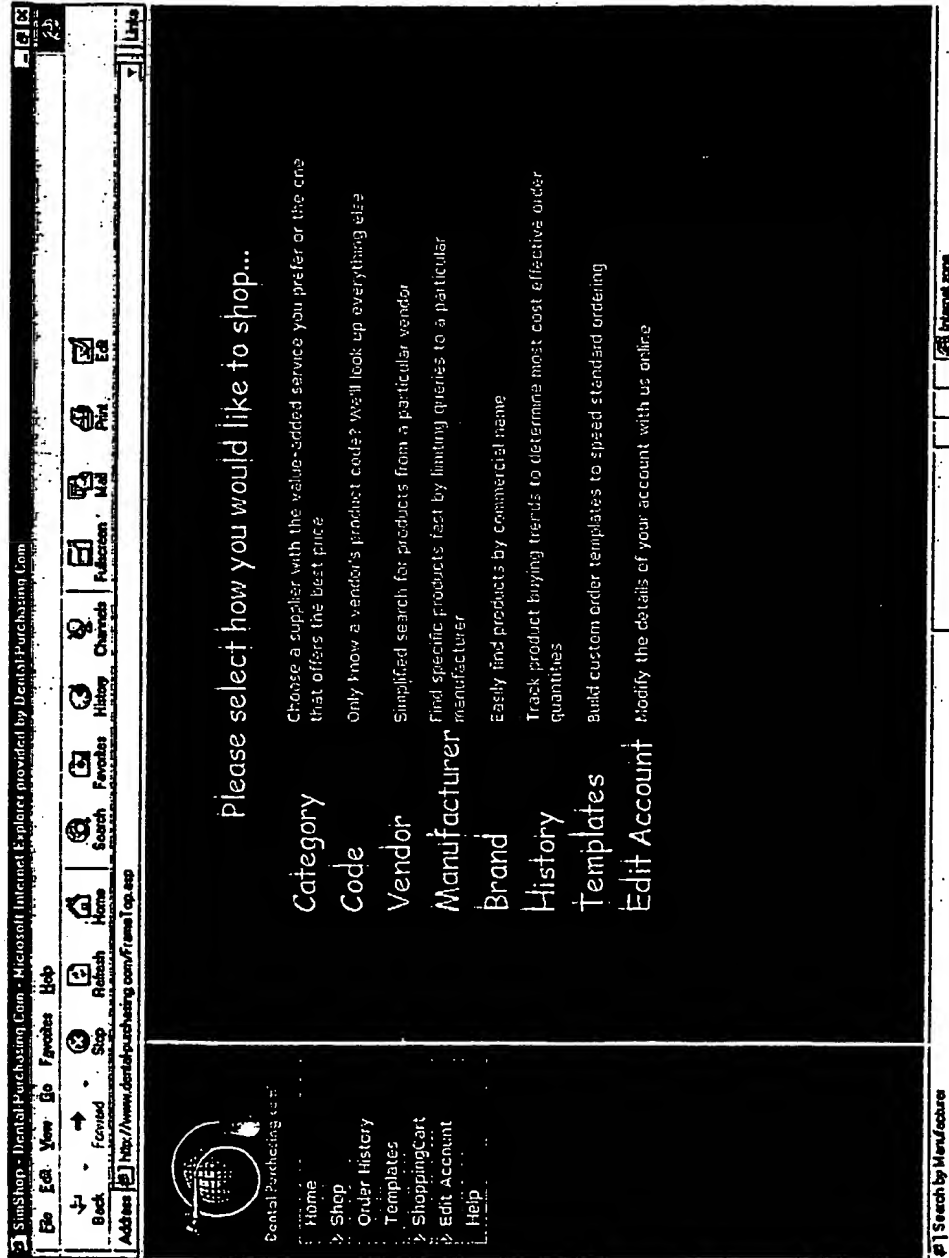 SimShop - Dental-Purchasing.Com - Microsoft Internet Explorer provided by Dental-Purchasing.Com
File Edit View Go Favorites Help
Back Forward Stop Refresh Home Search Favorites History Channels Fullscreen Mail Print Edit
Address http://www.dental-purchasing.com/FrameTop.asp Links
Dental-Purchasing.com
Home
Shop
Order History
Templates
ShoppingCart
Edit Account
Help
Please select how you would like to shop...
Category Choose a supplier with the value-added service you prefer or the one
that offers the best price
Code Only know a vendor's product code? We'll look up everything else
Vendor Simplified search for products from a particular vendor
Manufacturer Find specific products fast by limiting queries to a particular
manufacturer
Brand Easily find products by commercial name
History Track product buying trends to determine most cost effective order
quantities
Templates Build custom order templates to speed standard ordering
Edit Account Modify the details of your account with us online
Search by Manufacturer Internet zone